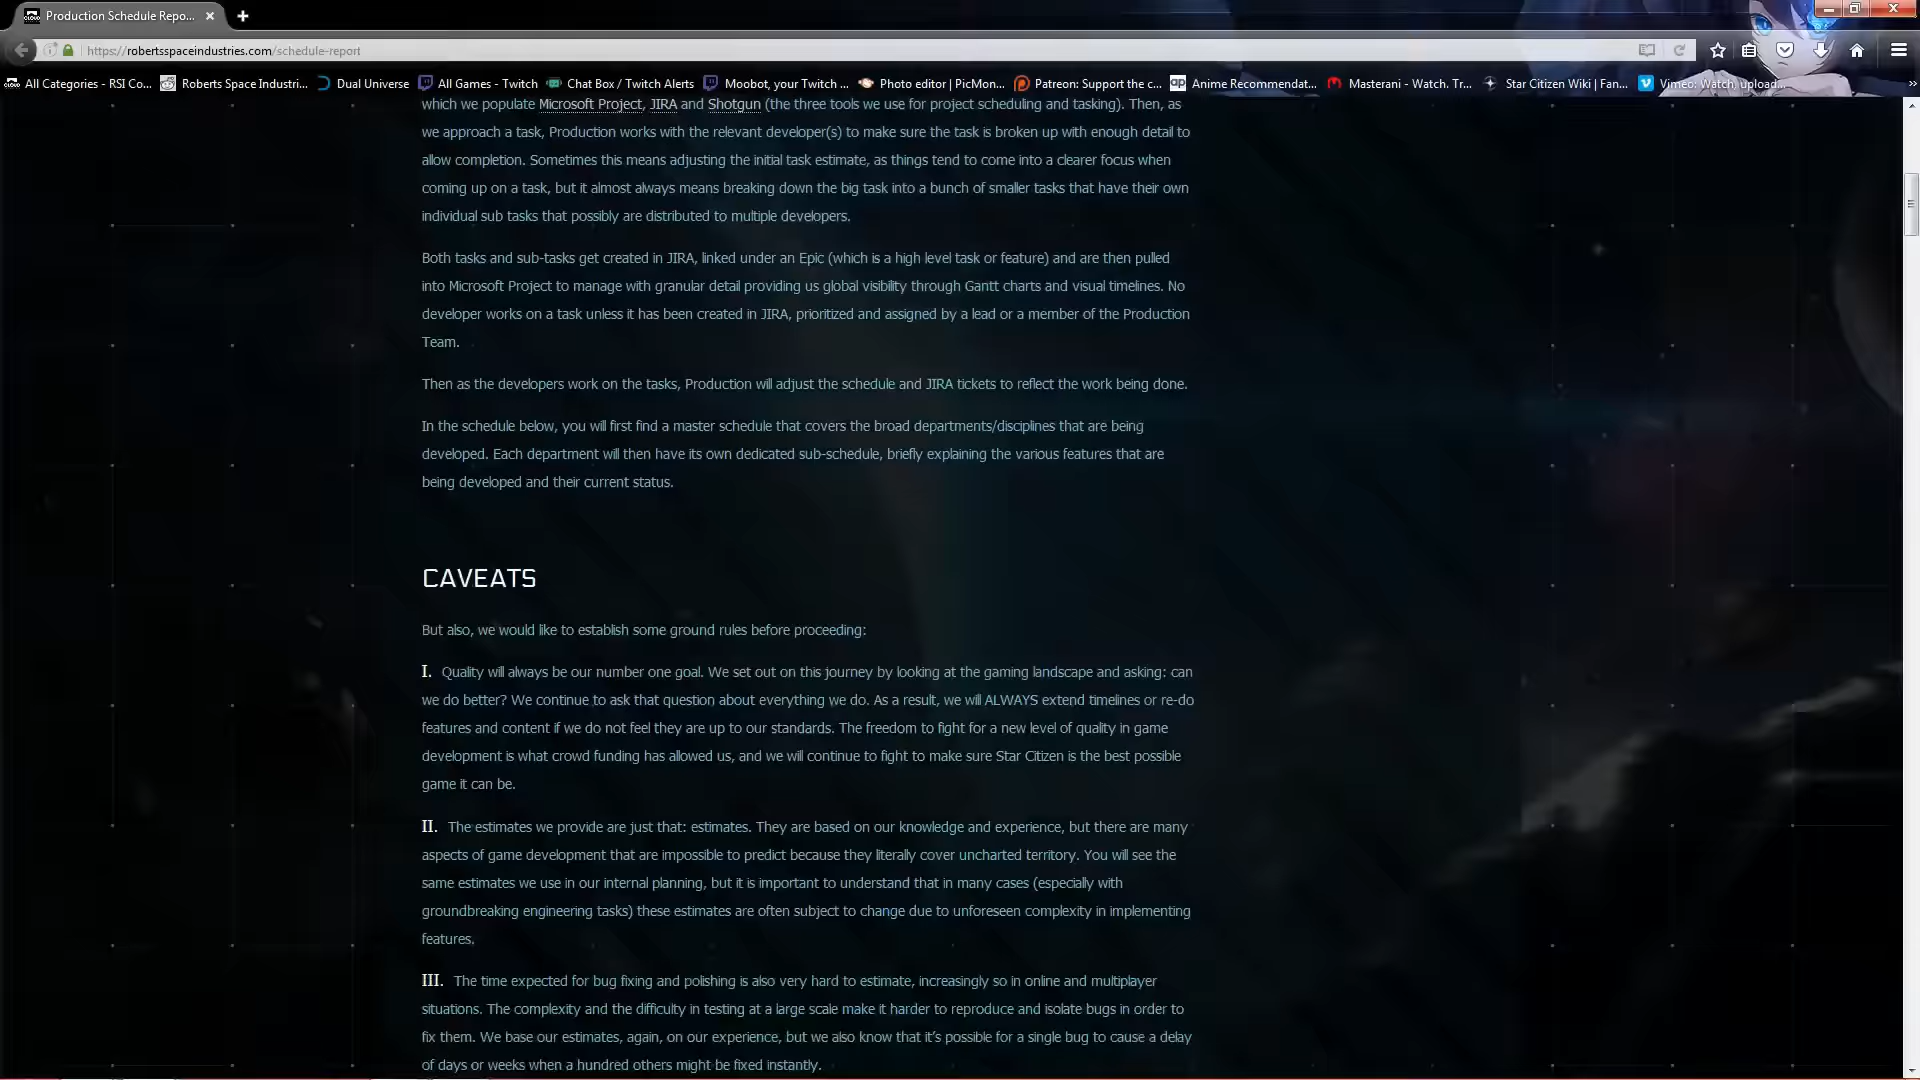 CLOUD Production Schedule Repo...
https://robertsspaceindustries.com/schedule-report
All Categories - RSI Co... Roberts Space Industri... Dual Universe All Games - Twitch Chat Box / Twitch Alerts Moobot, your Twitch ... Photo editor | PicMon... Patreon: Support the c... ap Anime Recommendat... Masterani - Watch. Tr... Star Citizen Wiki | Fan... Vimeo: Watch, upload...
which we populate Microsoft Project, JIRA and Shotgun (the three tools we use for project scheduling and tasking). Then, as
we approach a task, Production works with the relevant developer(s) to make sure the task is broken up with enough detail to
allow completion. Sometimes this means adjusting the initial task estimate, as things tend to come into a clearer focus when
coming up on a task, but it almost always means breaking down the big task into a bunch of smaller tasks that have their own
individual sub tasks that possibly are distributed to multiple developers.
Both tasks and sub-tasks get created in JIRA, linked under an Epic (which is a high level task or feature) and are then pulled
into Microsoft Project to manage with granular detail providing us global visibility through Gantt charts and visual timelines. No
developer works on a task unless it has been created in JIRA, prioritized and assigned by a lead or a member of the Production
Team.
Then as the developers work on the tasks, Production will adjust the schedule and JIRA tickets to reflect the work being done.
In the schedule below, you will first find a master schedule that covers the broad departments/disciplines that are being
developed. Each department will then have its own dedicated sub-schedule, briefly explaining the various features that are
being developed and their current status.
CAVEATS
But also, we would like to establish some ground rules before proceeding:
I. Quality will always be our number one goal. We set out on this journey by looking at the gaming landscape and asking: can
we do better? We continue to ask that question about everything we do. As a result, we will ALWAYS extend timelines or re-do
features and content if we do not feel they are up to our standards. The freedom to fight for a new level of quality in game
development is what crowd funding has allowed us, and we will continue to fight to make sure Star Citizen is the best possible
game it can be.
II. The estimates we provide are just that: estimates. They are based on our knowledge and experience, but there are many
aspects of game development that are impossible to predict because they literally cover uncharted territory. You will see the
same estimates we use in our internal planning, but it is important to understand that in many cases (especially with
groundbreaking engineering tasks) these estimates are often subject to change due to unforeseen complexity in implementing
features.
III. The time expected for bug fixing and polishing is also very hard to estimate, increasingly so in online and multiplayer
situations. The complexity and the difficulty in testing at a large scale make it harder to reproduce and isolate bugs in order to
fix them. We base our estimates, again, on our experience, but we also know that it’s possible for a single bug to cause a delay
of days or weeks when a hundred others might be fixed instantly.